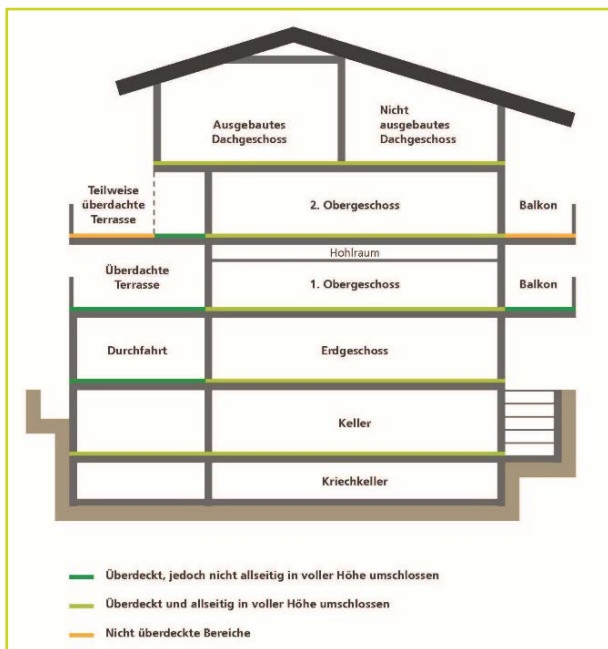 Ausgebautes
Dachgeschoss
Nicht
ausgebautes
Dachgeschoss
Teilweise
überdachte
Terrasse
2. Obergeschoss
Balkon
Hohlraum
Überdachte
Terrasse
1. Obergeschoss
Balkon
Durchfahrt
Erdgeschoss
Keller
Kriechkeller
Überdeckt, jedoch nicht allseitig in voller Höhe umschlossen
Überdeckt und allseitig in voller Höhe umschlossen
Nicht überdeckte Bereiche